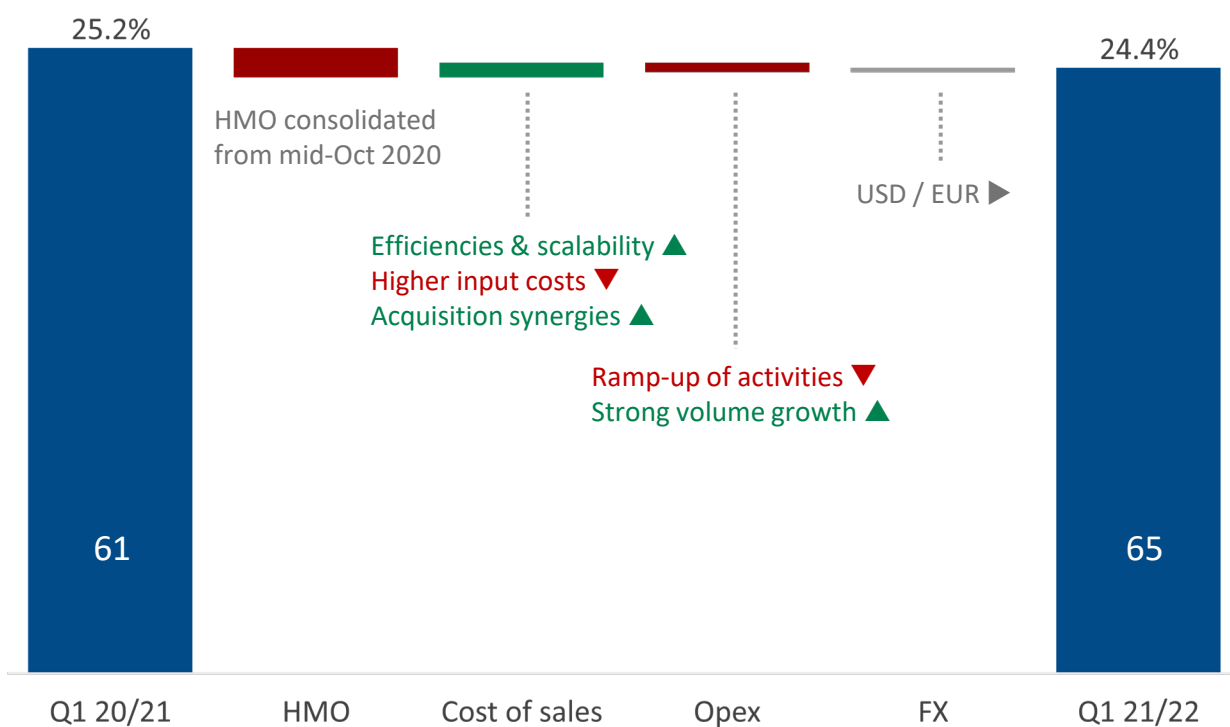 25.2%
24.4%
HMO consolidated
from mid-Oct 2020
USD / EUR ▶
Efficiencies & scalability ▲
Higher input costs ▼
Acquisition synergies ▲
Ramp-up of activities ▼
Strong volume growth ▲
61
65
Q1 20/21 HMO Cost of sales Opex FX Q1 21/22